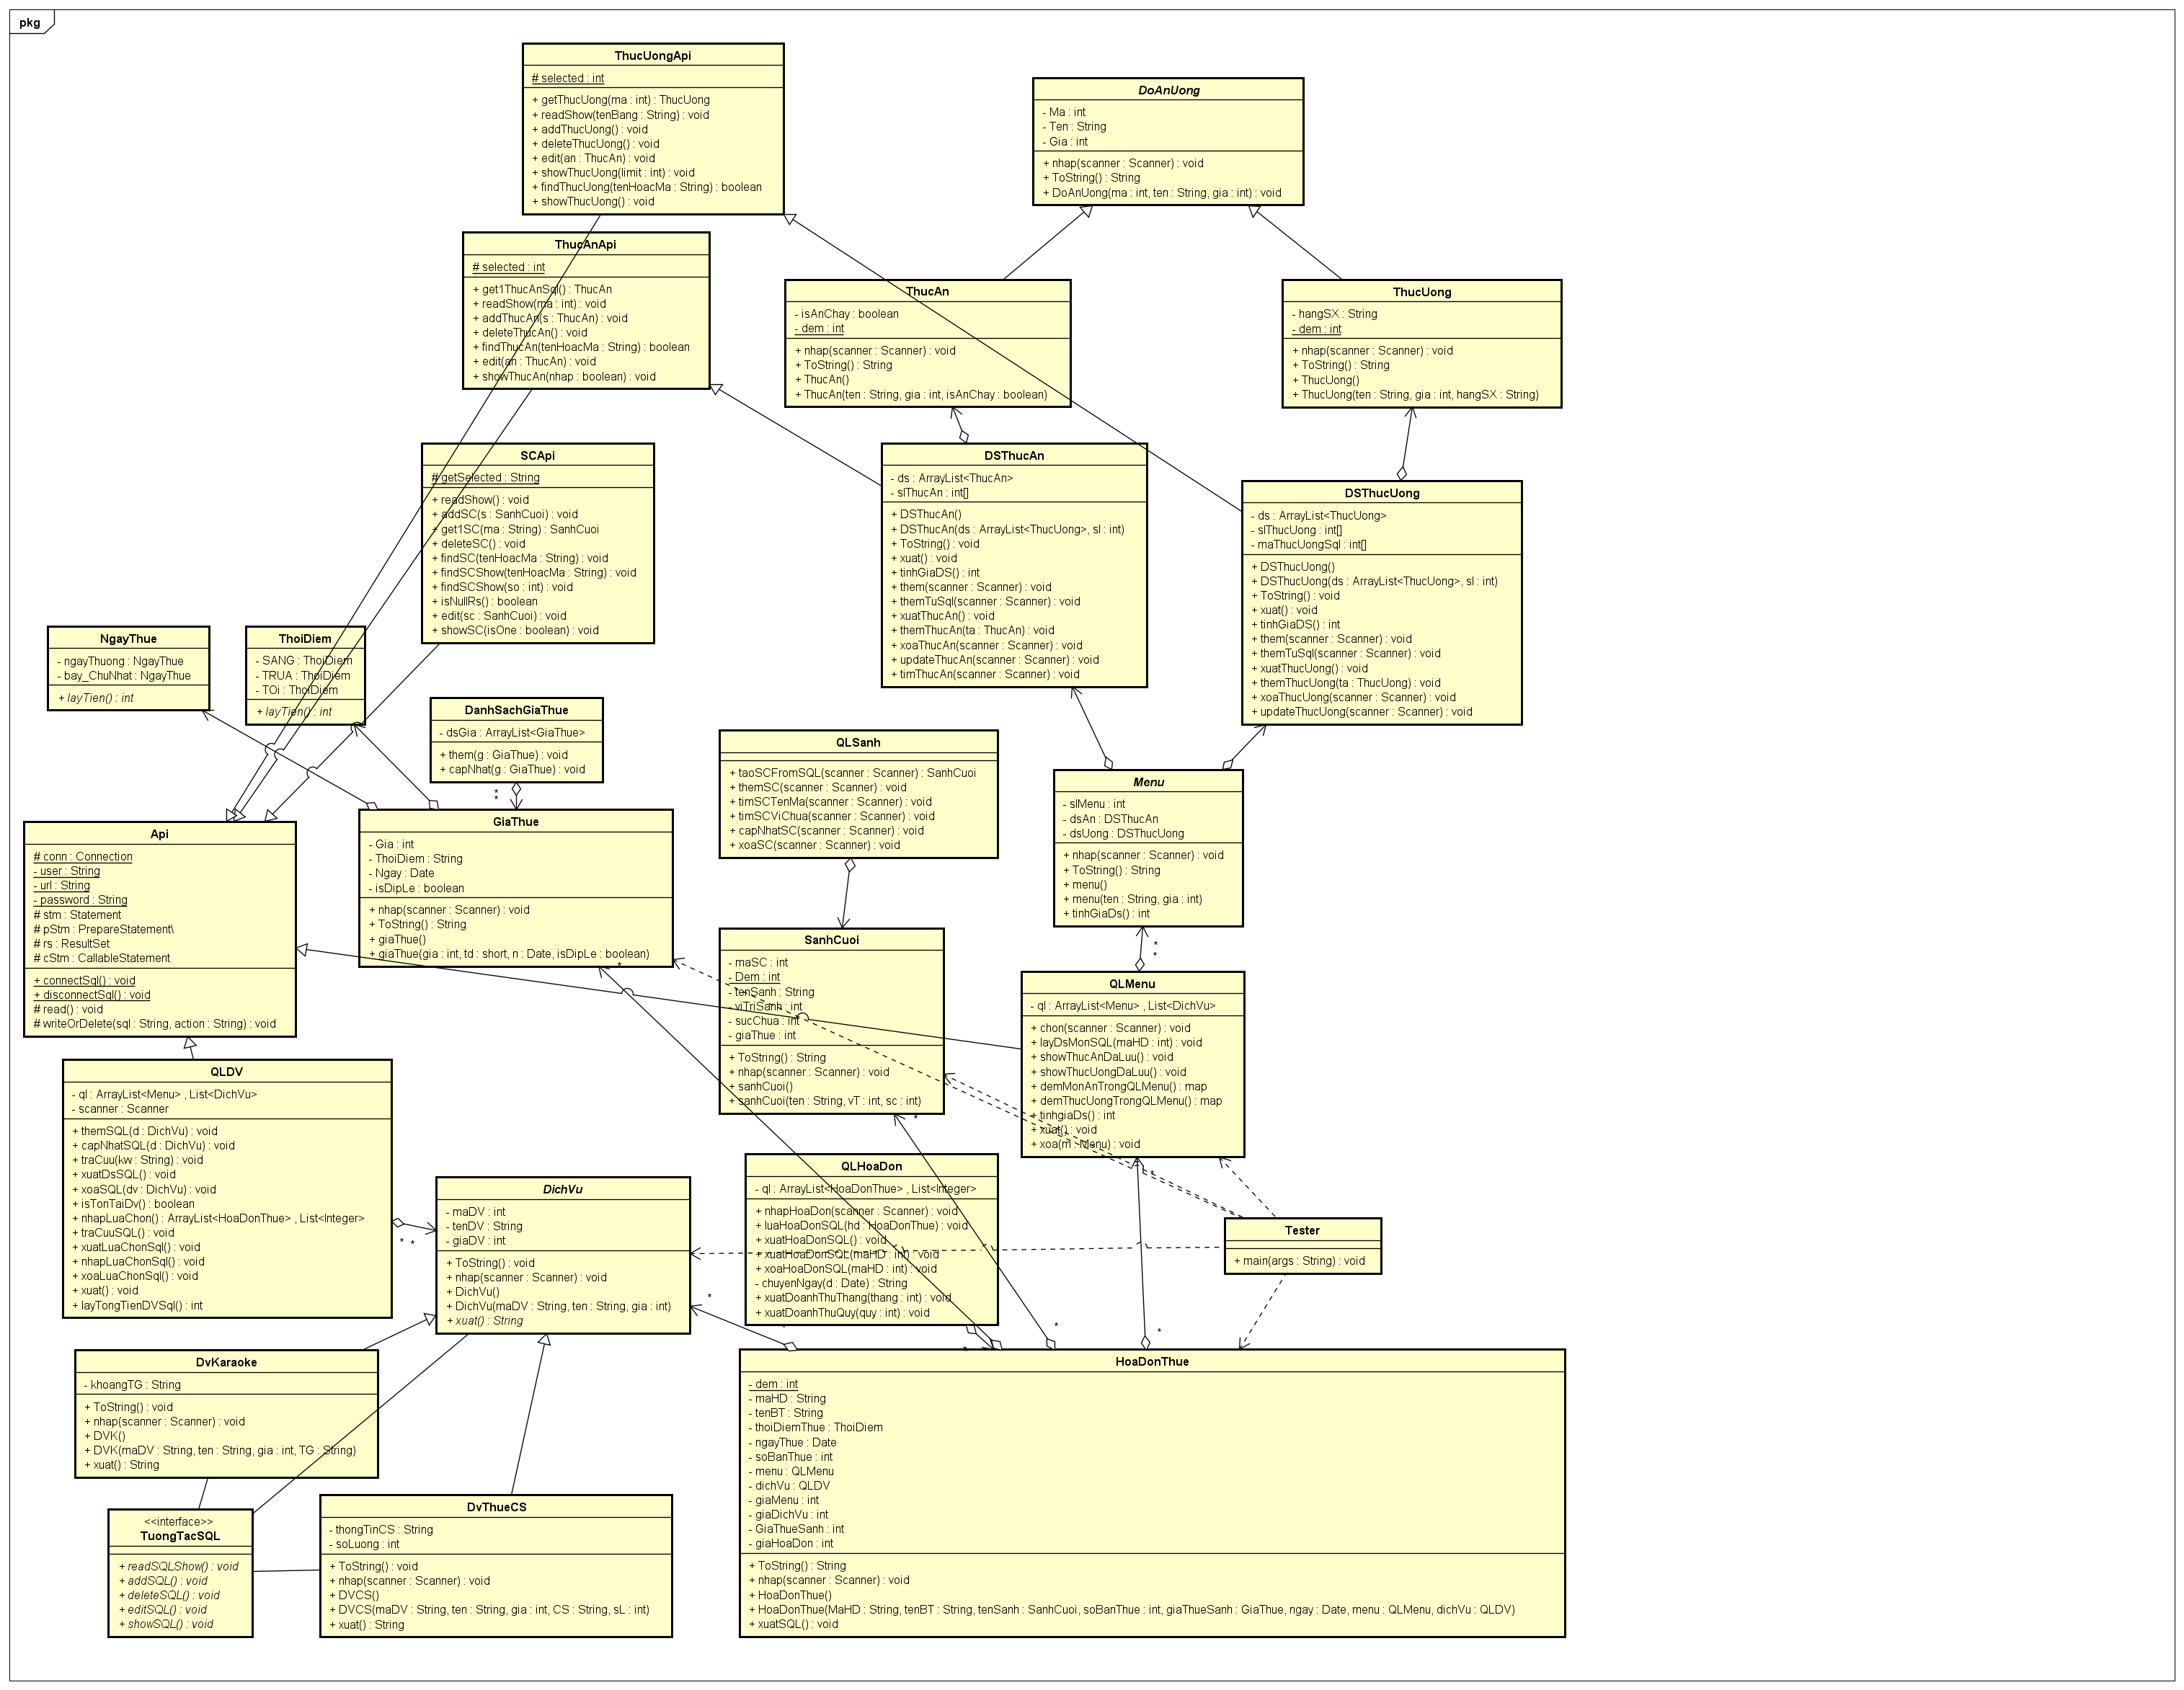 pkg
ThucUongApi
# selected : int
+ getThucUong(ma : int) : ThucUong
+ readShow(tenBang : String) : void
+ addThucUong() : void
+ deleteThucUong() : void
+ edit(an : ThucAn) : void
+ showThucUong(limit : int) : void
+ findThucUong(tenHoacMa : String) : boolean
+ showThucUong() : void
DoAnUong
- Ma : int
- Ten : String
- Gia : int
+ nhap(scanner : Scanner) : void
+ ToString() : String
+ DoAnUong(ma : int, ten : String, gia : int) : void
ThucAnApi
# selected : int
+ get1ThucAnSql() : ThucAn
+ readShow(ma : int) : void
+ addThucAn(s : ThucAn) : void
+ deleteThucAn() : void
+ findThucAn(tenHoacMa : String) : boolean
+ edit(an : ThucAn) : void
+ showThucAn(nhap : boolean) : void
ThucAn
- isAnChay : boolean
- dem : int
+ nhap(scanner : Scanner) : void
+ ToString() : String
+ ThucAn()
+ ThucAn(ten : String, gia : int, isAnChay : boolean)
ThucUong
- hangSX : String
- dem : int
+ nhap(scanner : Scanner) : void
+ ToString() : String
+ ThucUong()
+ ThucUong(ten : String, gia : int, hangSX : String)
SCApi
# getSelected : String
+ readShow() : void
+ addSC(s : SanhCuoi) : void
+ get1SC(ma : String) : SanhCuoi
+ deleteSC() : void
+ findSC(tenHoacMa : String) : void
+ findSCShow(tenHoacMa : String) : void
+ findSCShow(so : int) : void
+ isNullRs() : boolean
+ edit(sc : SanhCuoi) : void
+ showSC(isOne : boolean) : void
DSThucAn
- ds : ArrayList<ThucAn>
- slThucAn : int[]
+ DSThucAn()
+ DSThucAn(ds : ArrayList<ThucUong>, sl : int)
+ ToString() : void
+ xuat() : void
+ tinhGiaDS() : int
+ them(scanner : Scanner) : void
+ themTuSql(scanner : Scanner) : void
+ xuatThucAn() : void
+ themThucAn(ta : ThucAn) : void
+ xoaThucAn(scanner : Scanner) : void
+ updateThucAn(scanner : Scanner) : void
+ timThucAn(scanner : Scanner) : void
DSThucUong
- ds : ArrayList<ThucUong>
- slThucUong : int[]
- maThucUongSql : int[]
+ DSThucUong()
+ DSThucUong(ds : ArrayList<ThucUong>, sl : int)
+ ToString() : void
+ xuat() : void
+ tinhGiaDS() : int
+ them(scanner : Scanner) : void
+ themTuSql(scanner : Scanner) : void
+ xuatThucUong() : void
+ themThucUong(ta : ThucUong) : void
+ xoaThucUong(scanner : Scanner) : void
+ updateThucUong(scanner : Scanner) : void
NgayThue
- ngayThuong : NgayThue
- bay_ChuNhat : NgayThue
+ layTien() : int
ThoiDiem
- SANG : ThoiDiem
- TRUA : ThoiDiem
- TOi : ThoiDiem
+ layTien() : int
DanhSachGiaThue
- dsGia : ArrayList<GiaThue>
+ them(g : GiaThue) : void
+ capNhat(g : GiaThue) : void
*
*
QLSanh
+ taoSCFromSQL(scanner : Scanner) : SanhCuoi
+ themSC(scanner : Scanner) : void
+ timSCTenMa(scanner : Scanner) : void
+ timSCViChua(scanner : Scanner) : void
+ capNhatSC(scanner : Scanner) : void
+ xoaSC(scanner : Scanner) : void
Menu
- slMenu : int
- dsAn : DSThucAn
- dsUong : DSThucUong
+ nhap(scanner : Scanner) : void
+ ToString() : String
+ menu()
+ menu(ten : String, gia : int)
+ tinhGiaDs() : int
Api
# conn : Connection
- user : String
- url : String
- password : String
# stm : Statement
# pStm : PrepareStatement\
# rs : ResultSet
# cStm : CallableStatement
+ connectSql() : void
+ disconnectSql() : void
# read() : void
# writeOrDelete(sql : String, action : String) : void
GiaThue
- Gia : int
- ThoiDiem : String
- Ngay : Date
- isDipLe : boolean
+ nhap(scanner : Scanner) : void
+ ToString() : String
+ giaThue()
+ giaThue(gia : int, td : short, n : Date, isDipLe : boolean)
*
SanhCuoi
- maSC : int
- Dem : int
- tenSanh : String
- viTriSanh : int
- sucChua : int
- giaThue : int
+ ToString() : String
+ nhap(scanner : Scanner) : void
+ sanhCuoi()
+ sanhCuoi(ten : String, vT : int, sc : int)
*
*
*
QLMenu
- ql : ArrayList<Menu> , List<DichVu>
+ chon(scanner : Scanner) : void
+ layDsMonSQL(maHD : int) : void
+ showThucAnDaLuu() : void
+ showThucUongDaLuu() : void
+ demMonAnTrongQLMenu() : map
+ demThucUongTrongQLMenu() : map
+ tinhgiaDs() : int
+ xuat() : void
+ xoa(m : Menu) : void
*
QLDV
- ql : ArrayList<Menu> , List<DichVu>
- scanner : Scanner
+ themSQL(d : DichVu) : void
+ capNhatSQL(d : DichVu) : void
+ traCuu(kw : String) : void
+ xuatDsSQL() : void
+ xoaSQL(dv : DichVu) : void
+ isTonTaiDv() : boolean
+ nhapLuaChon() : ArrayList<HoaDonThue> , List<Integer>
+ traCuuSQL() : void
+ xuatLuaChonSql() : void
+ nhapLuaChonSql() : void
+ xoaLuaChonSql() : void
+ xuat() : void
+ layTongTienDVSql() : int
* *
DichVu
- maDV : int
- tenDV : String
- giaDV : int
+ ToString() : void
+ nhap(scanner : Scanner) : void
+ DichVu()
+ DichVu(maDV : String, ten : String, gia : int)
+ xuat() : String
*
*
QLHoaDon
- ql : ArrayList<HoaDonThue> , List<Integer>
+ nhapHoaDon(scanner : Scanner) : void
+ luaHoaDonSQL(hd : HoaDonThue) : void
+ xuatHoaDonSQL() : void
+ xuatHoaDonSQL(maHD : int) : void
+ xoaHoaDonSQL(maHD : int) : void
- chuyenNgay(d : Date) : String
+ xuatDoanhThuThang(thang : int) : void
+ xuatDoanhThuQuy(quy : int) : void
*
*
*
*
Tester
+ main(args : String) : void
DvKaraoke
- khoangTG : String
+ ToString() : void
+ nhap(scanner : Scanner) : void
+ DVK()
+ DVK(maDV : String, ten : String, gia : int, TG : String)
+ xuat() : String
<<interface>>
TuongTacSQL
+ readSQLShow() : void
+ addSQL() : void
+ deleteSQL() : void
+ editSQL() : void
+ showSQL() : void
DvThueCS
- thongTinCS : String
- soLuong : int
+ ToString() : void
+ nhap(scanner : Scanner) : void
+ DVCS()
+ DVCS(maDV : String, ten : String, gia : int, CS : String, sL : int)
+ xuat() : String
HoaDonThue
- dem : int
- maHD : String
- tenBT : String
- thoiDiemThue : ThoiDiem
- ngayThue : Date
- soBanThue : int
- menu : QLMenu
- dichVu : QLDV
- giaMenu : int
- giaDichVu : int
- GiaThueSanh : int
- giaHoaDon : int
+ ToString() : String
+ nhap(scanner : Scanner) : void
+ HoaDonThue()
+ HoaDonThue(MaHD : String, tenBT : String, tenSanh : SanhCuoi, soBanThue : int, giaThueSanh : GiaThue, ngay : Date, menu : QLMenu, dichVu : QLDV)
+ xuatSQL() : void